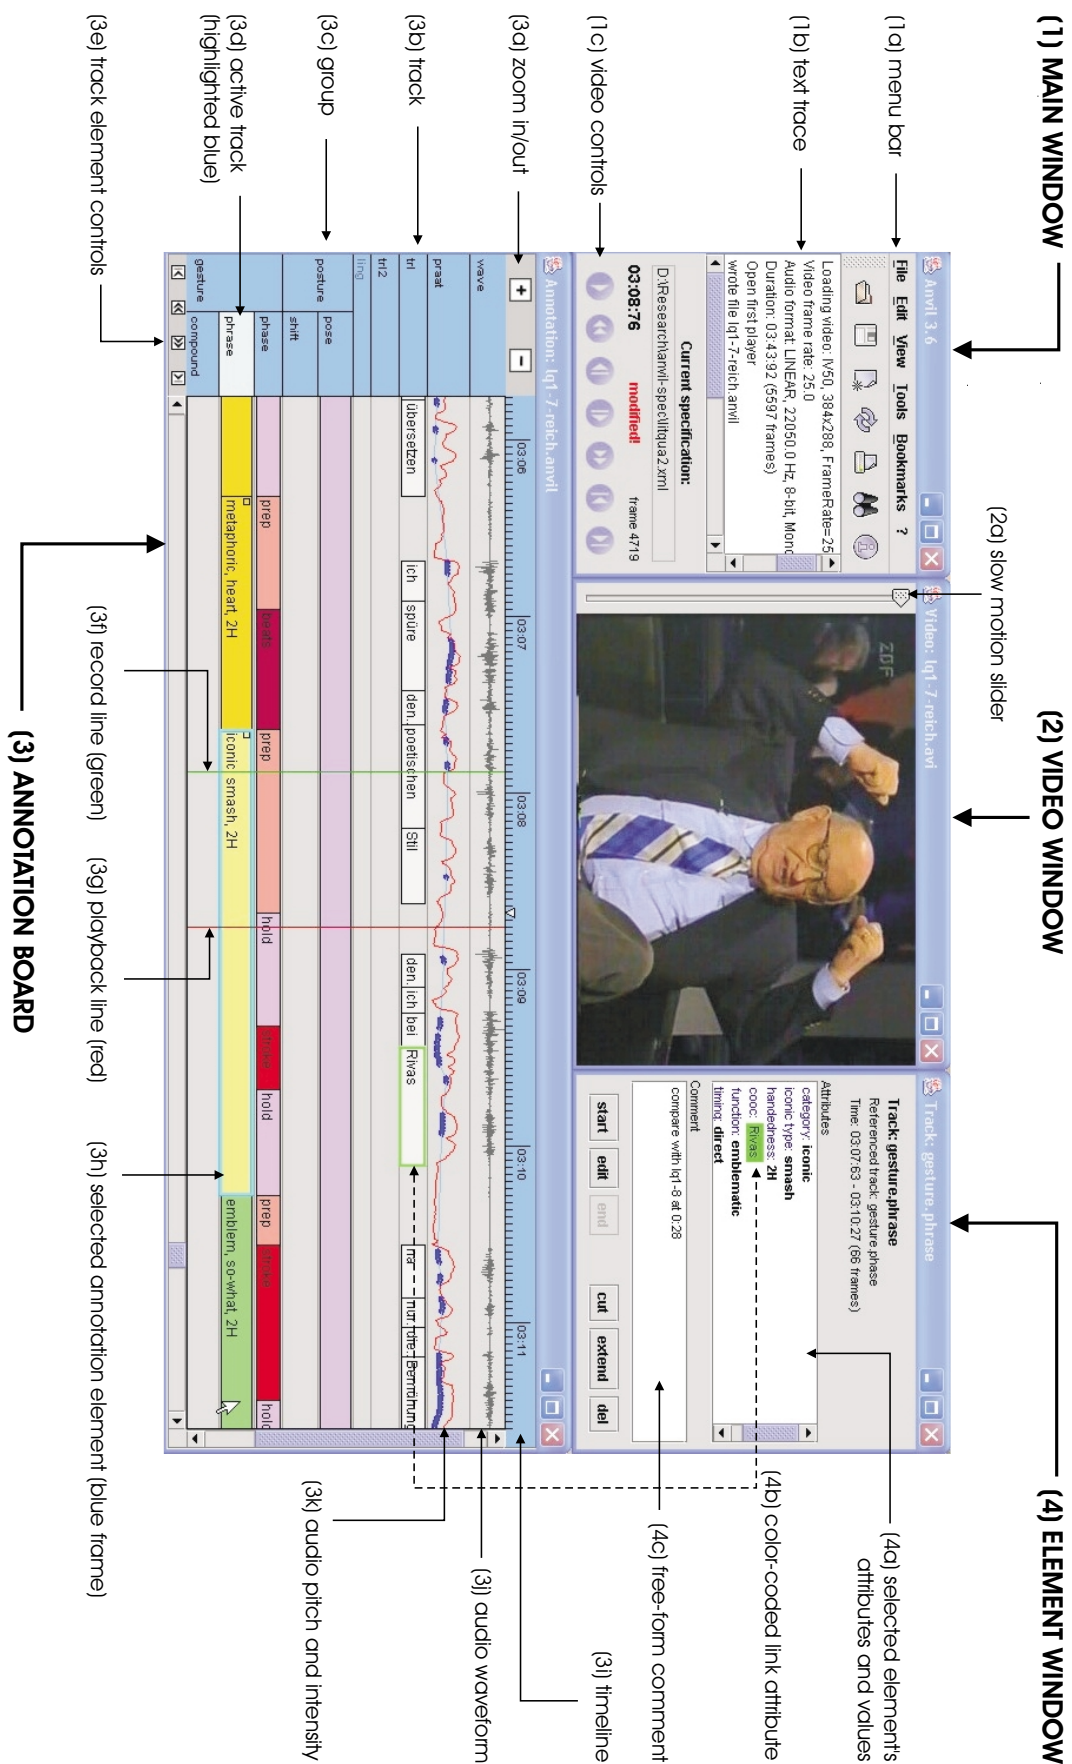 (1) MAIN WINDOW
(2) VIDEO WINDOW
(4) ELEMENT WINDOW
(1a) menu bar
(1b) text trace
(1c) video controls
(2a) slow motion slider
(4a) selected element's
attributes and values
(4b) color-coded link attribute
(4c) free-form comment
Anvil 3.6
File Edit View Tools Bookmarks ?
Loading video: IV50, 384x288, FrameRate=25
Video frame rate: 25.0
Audio format: LINEAR, 22050.0 Hz, 8-bit, Mono
Duration: 03:43:92 (5597 frames)
Open first player
wrote file lq1-7-reich.anvil
Current specification:
D:\Research\anvil-spec\litqua2.xml
03:08:76 modified! frame 4719
Video: lq1-7-reich.avi
ZDF
Track: gesture.phrase
Track: gesture.phrase
Referenced track: gesture.phase
Time: 03:07:63 - 03:10:27 (66 frames)
Attributes
category: iconic
iconic type: smash
handedness: 2H
cooc: Rivas
function: emblematic
timing: direct
Comment
compare with lq1-8 at 0:28
start edit end cut extend del
(3a) zoom in/out
(3b) track
(3c) group
(3d) active track
(highlighted blue)
(3e) track element controls
Annotation: lq1-7-reich.anvil
+ -
03:06 03:07 03:08 03:09 03:10 03:11
wave
praat
trl übersetzen ich spüre den. poetischen Stil den. ich bei Rivas na nur. die. Bemühung
trl2
ling
posture pose
shift
gesture phase prep beats prep hold stroke hold prep stroke hold
phrase metaphoric, heart, 2H iconic, smash, 2H emblem, so-what, 2H
compound
(3i) timeline
(3j) audio waveform
(3k) audio pitch and intensity
(3f) record line (green)
(3g) playback line (red)
(3h) selected annotation element (blue frame)
(3) ANNOTATION BOARD